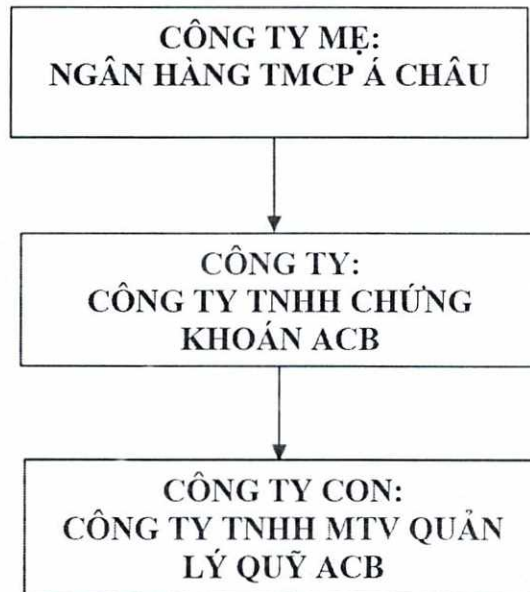 CÔNG TY MẸ:
NGÂN HÀNG TMCP Á CHÂU
CÔNG TY:
CÔNG TY TNHH CHỨNG
KHOÁN ACB
CÔNG TY CON:
CÔNG TY TNHH MTV QUẢN
LÝ QUỸ ACB